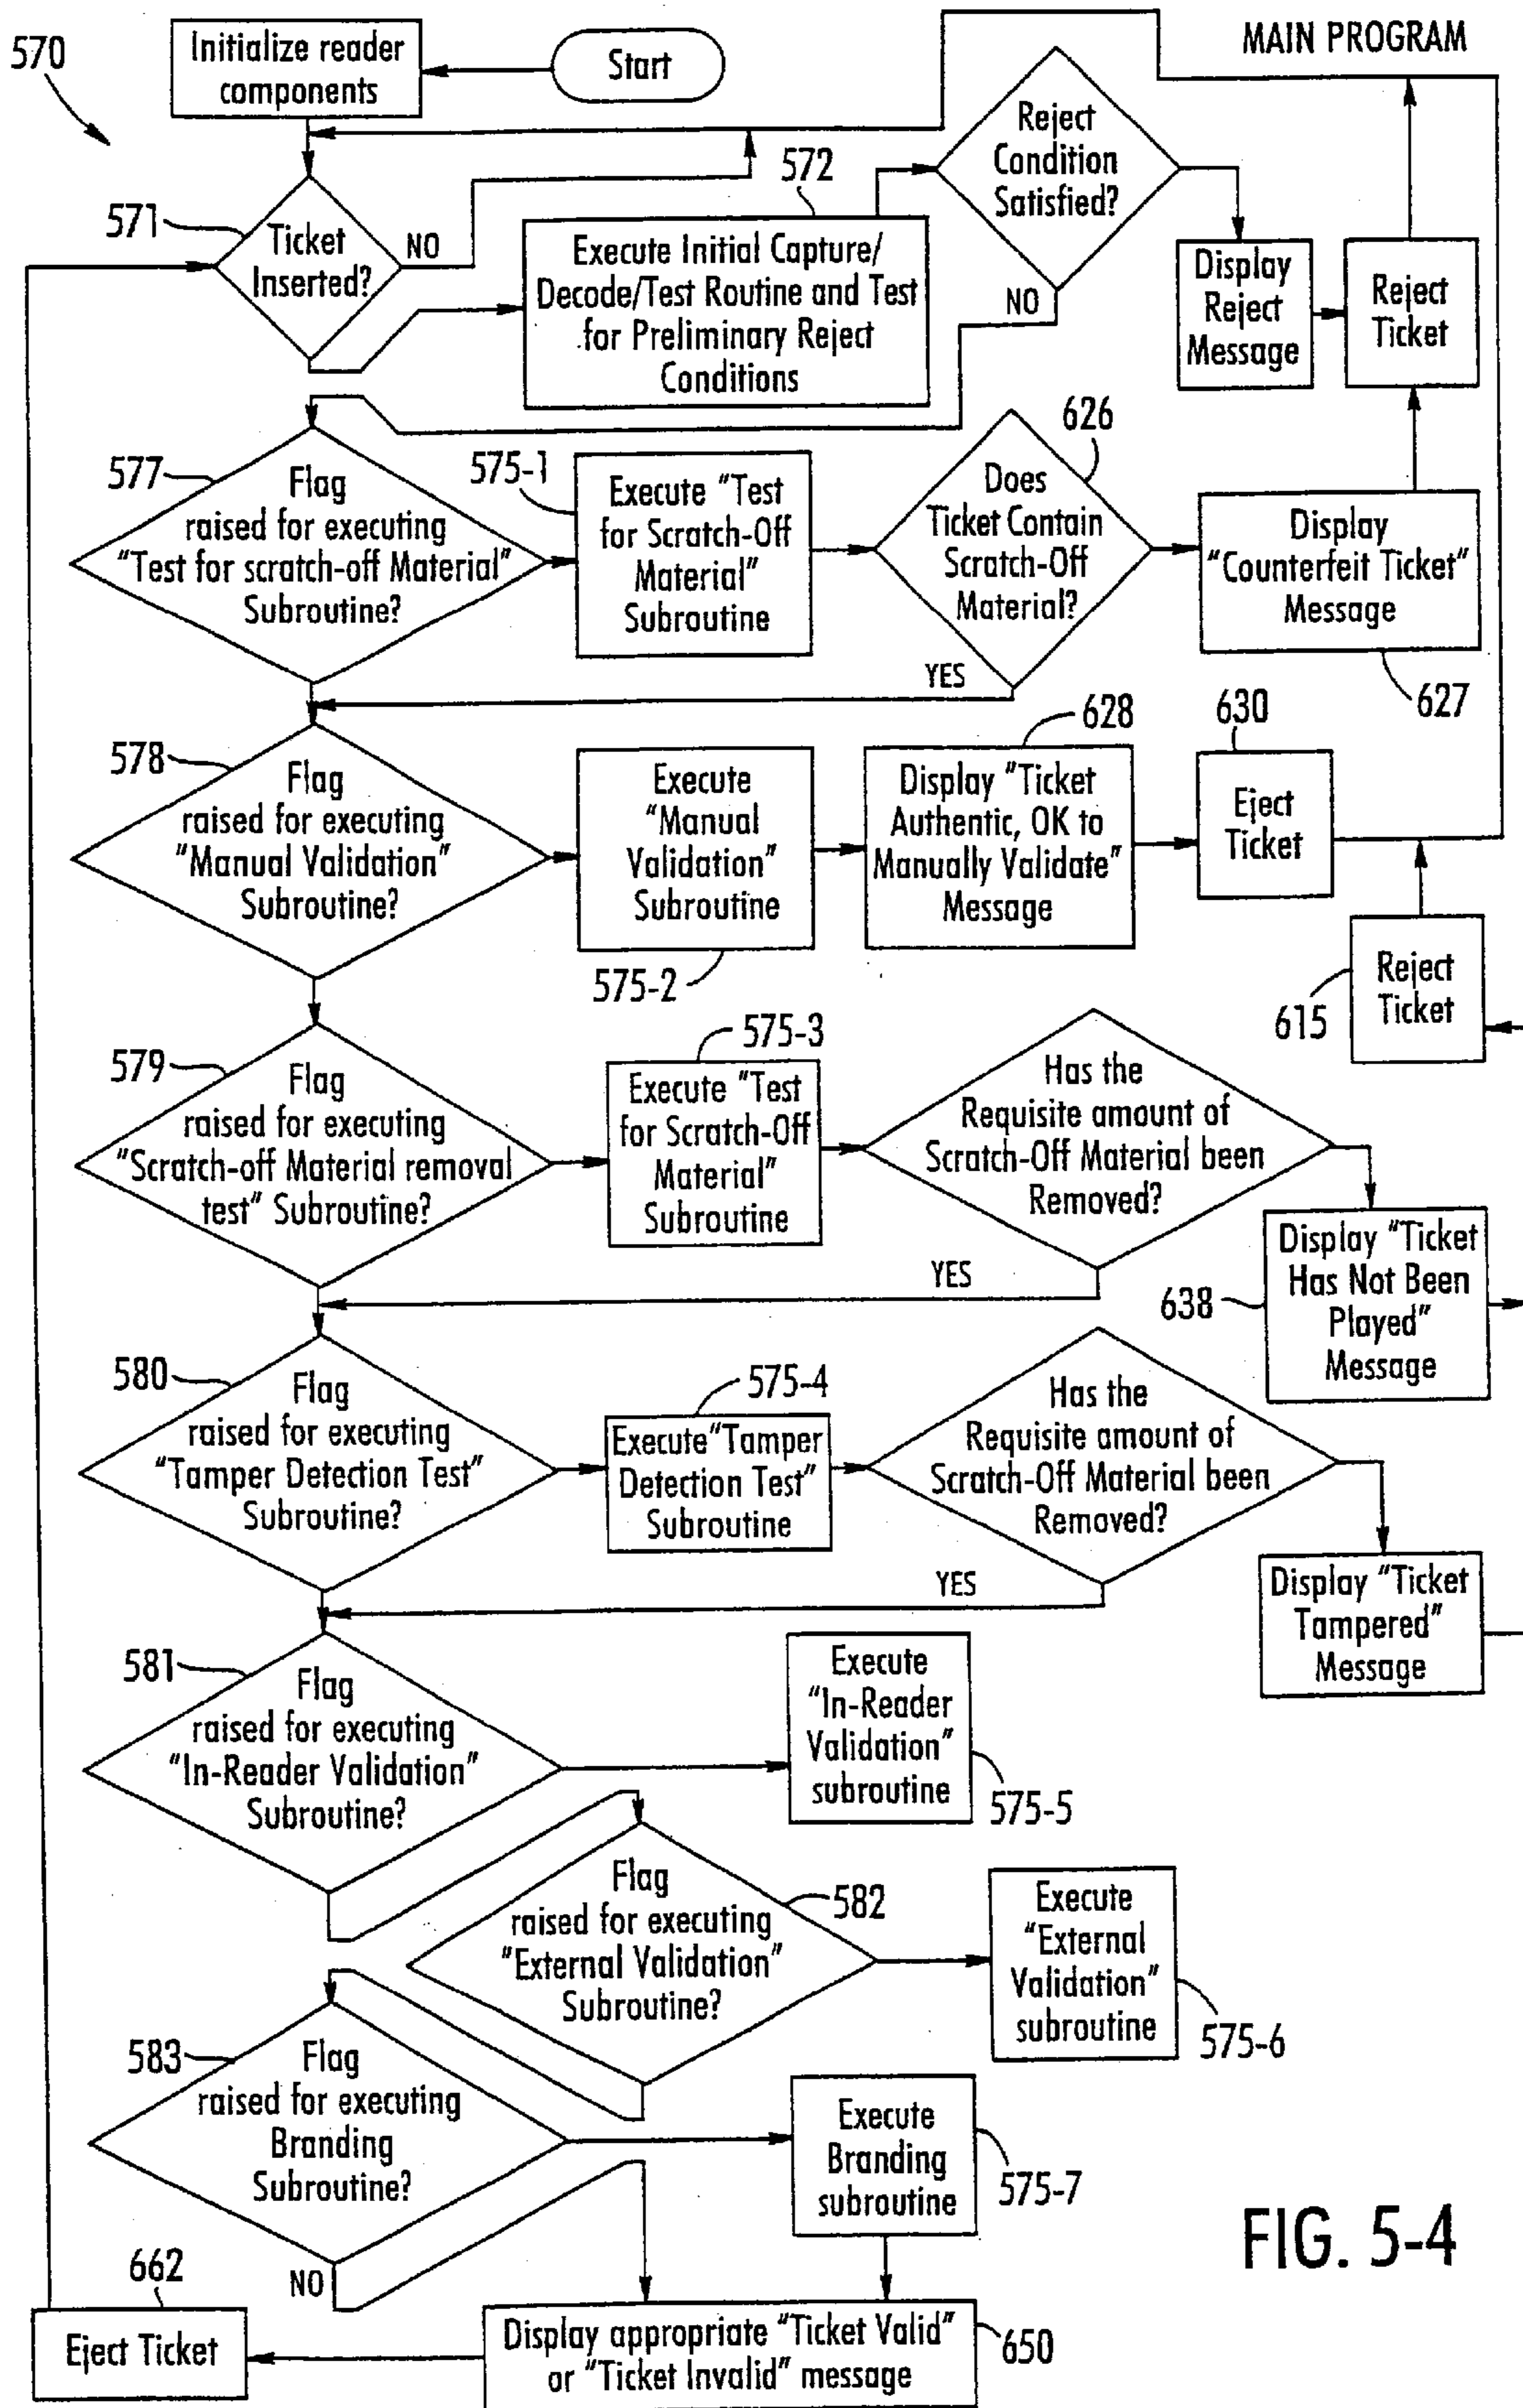 570
Initialize reader
components
Start
MAIN PROGRAM
571
Ticket
Inserted?
NO
572
Execute Initial Capture/
Decode/Test Routine and Test
for Preliminary Reject
Conditions
Reject
Condition
Satisfied?
NO
Display
Reject
Message
Reject
Ticket
577
Flag
raised for executing
"Test for scratch-off Material"
Subroutine?
575-1
Execute "Test
for Scratch-Off
Material"
Subroutine
626
Does
Ticket Contain
Scratch-Off
Material?
YES
Display
"Counterfeit Ticket"
Message
627
578
Flag
raised for executing
"Manual Validation"
Subroutine?
Execute
"Manual
Validation"
Subroutine
575-2
628
Display "Ticket
Authentic, OK to
Manually Validate"
Message
630
Eject
Ticket
615
Reject
Ticket
579
Flag
raised for executing
"Scratch-off Material removal
test" Subroutine?
575-3
Execute "Test
for Scratch-Off
Material"
Subroutine
Has the
Requisite amount of
Scratch-Off Material been
Removed?
YES
638
Display "Ticket
Has Not Been
Played"
Message
580
Flag
raised for executing
"Tamper Detection Test"
Subroutine?
575-4
Execute "Tamper
Detection Test"
Subroutine
Has the
Requisite amount of
Scratch-Off Material been
Removed?
YES
Display "Ticket
Tampered"
Message
581
Flag
raised for executing
"In-Reader Validation"
Subroutine?
Execute
"In-Reader
Validation"
subroutine
575-5
Flag
raised for executing
"External Validation"
Subroutine?
582
Execute
"External
Validation"
subroutine
575-6
583
Flag
raised for executing
Branding
Subroutine?
NO
Execute
Branding
subroutine
575-7
662
Eject Ticket
Display appropriate "Ticket Valid"
or "Ticket Invalid" message
650
FIG. 5-4